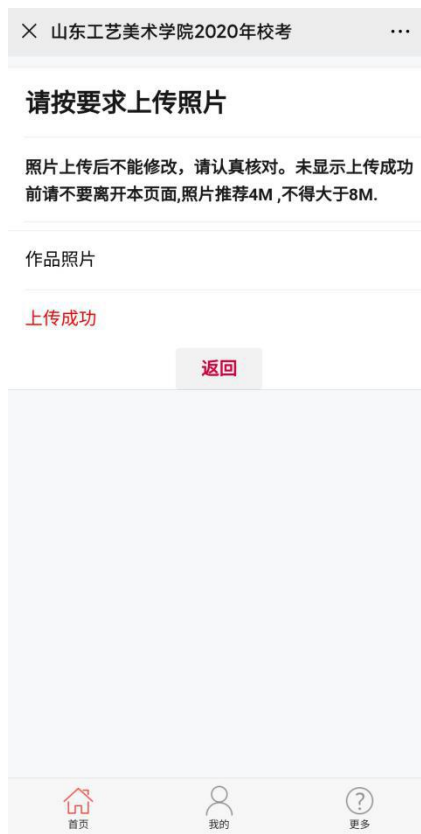 山东工艺美术学院2020年校考
请按要求上传照片
照片上传后不能修改，请认真核对。未显示上传成功
前请不要离开本页面,照片推荐4M ,不得大于8M.
作品照片
上传成功
返回
首页
我的
更多